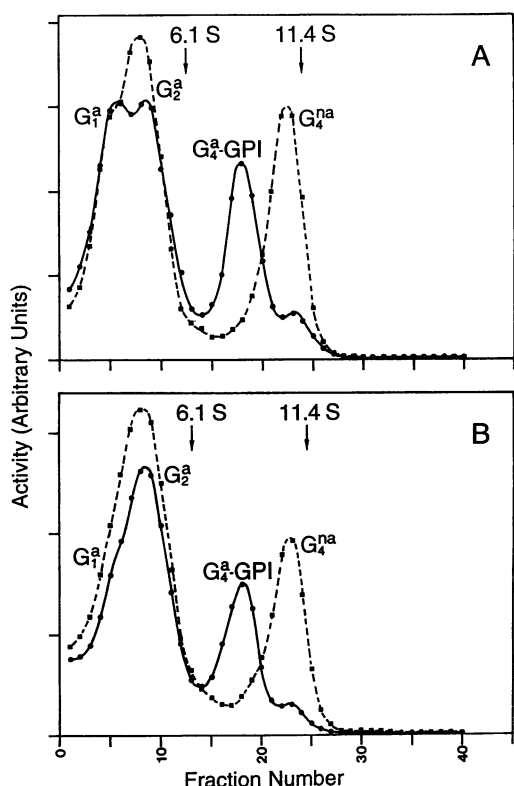 6.1 S 11.4 S
A
G₁ᵃ G₂ᵃ G₄ᵃ-GPI G₄ⁿᵃ
6.1 S 11.4 S
B
G₁ᵃ G₂ᵃ G₄ᵃ-GPI G₄ⁿᵃ
Activity (Arbitrary Units)
0 10 20 30 40
Fraction Number